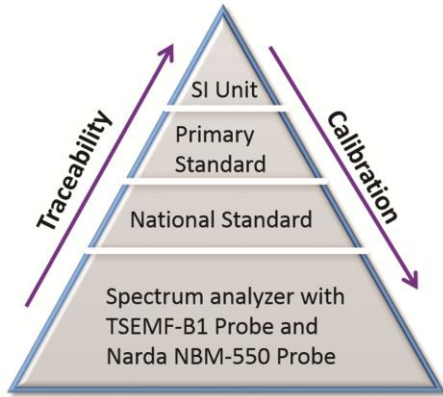 SI Unit
Primary
Standard
National Standard
Spectrum analyzer with
TSEMF-B1 Probe and
Narda NBM-550 Probe
Traceability
Calibration